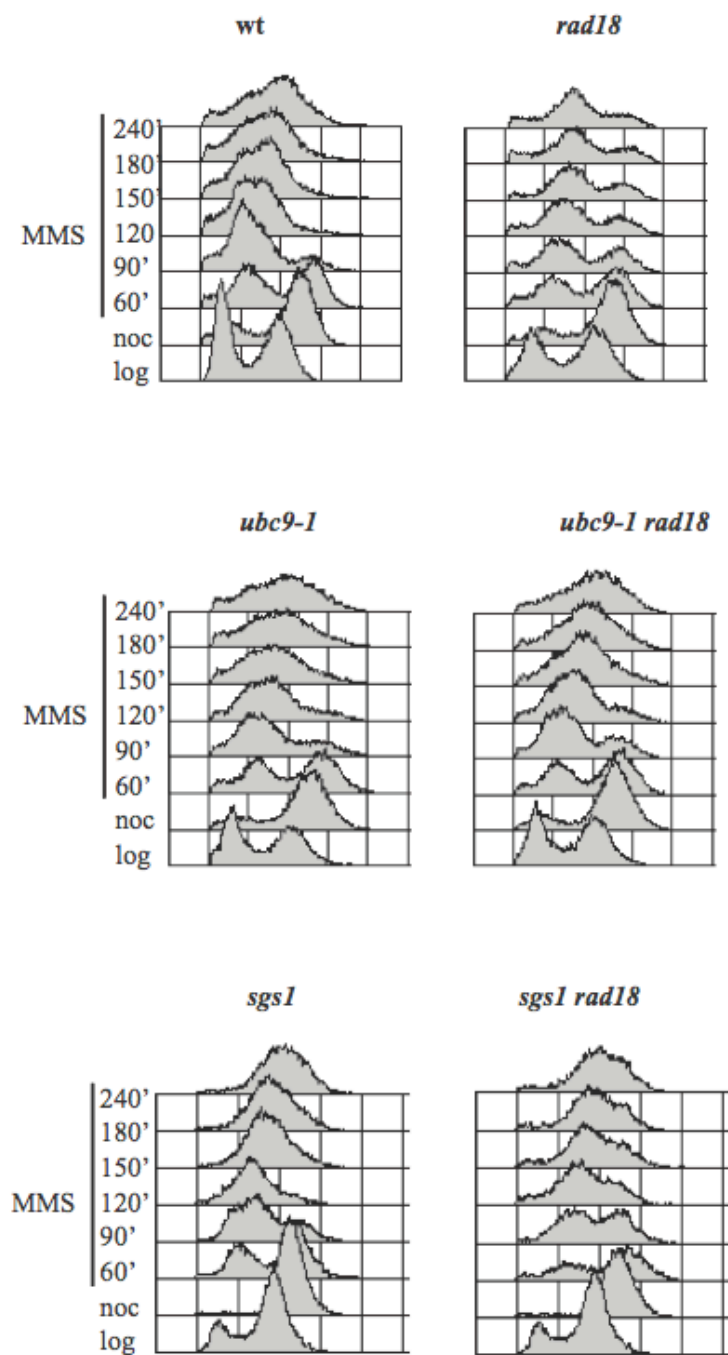 wt rad18
240'
180'
150'
MMS 120
90'
60'
noc
log
ubc9-1 ubc9-1 rad18
240'
180'
150'
MMS 120'
90'
60'
noc
log
sgs1 sgs1 rad18
240'
180'
150'
MMS 120'
90'
60'
noc
log